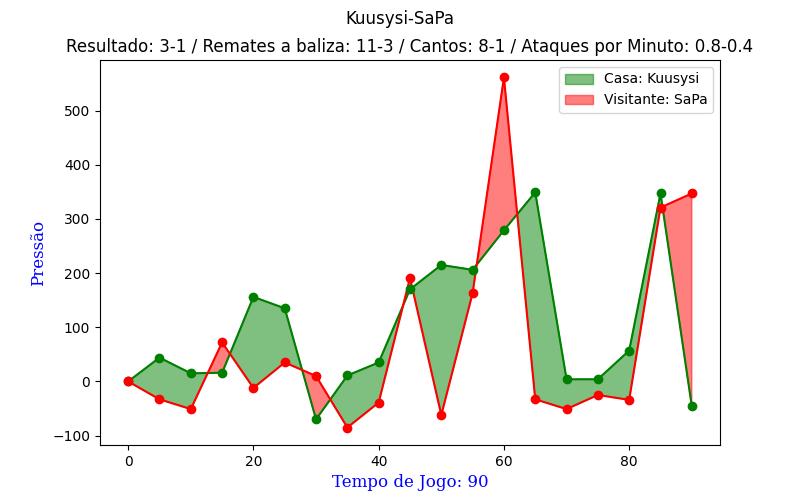 Kuusysi-SaPa
Resultado: 3-1 / Remates a baliza: 11-3 / Cantos: 8-1 / Ataques por Minuto: 0.8-0.4
Casa: Kuusysi
Visitante: SaPa
Pressão
500
400
300
200
100
0
−100
0 20 40 60 80
Tempo de Jogo: 90